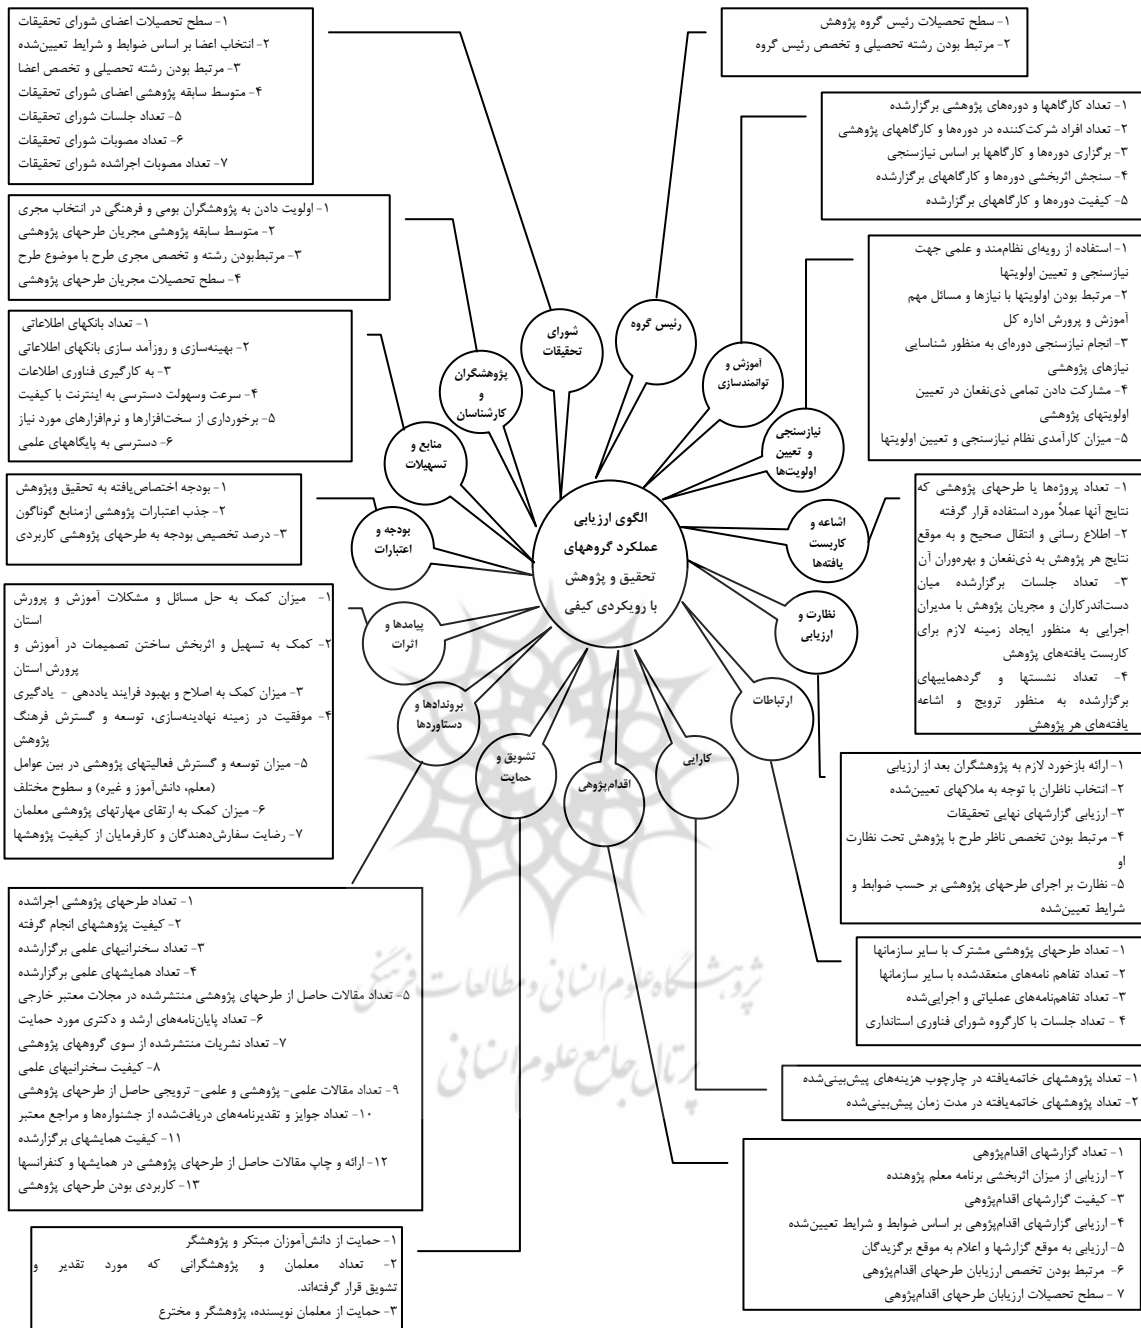 ۱- سطح تحصیلات رئیس گروه پژوهش
۲- مرتبط بودن رشته تحصیلی و تخصص رئیس گروه
۱- تعداد کارگاهها و دوره‌های پژوهشی برگزارشده
۲- تعداد افراد شرکت‌کننده در دوره‌ها و کارگاههای پژوهشی
۳- برگزاری دوره‌ها و کارگاهها بر اساس نیازسنجی
۴- سنجش اثربخشی دوره‌ها و کارگاههای برگزارشده
۵- کیفیت دوره‌ها و کارگاههای برگزارشده
۱- استفاده از رویه‌ای نظام‌مند و علمی جهت
نیازسنجی و تعیین اولویتها
۲- مرتبط بودن اولویتها با نیازها و مسائل مهم
آموزش و پرورش اداره کل
۳- انجام نیازسنجی دوره‌ای به منظور شناسایی
نیازهای پژوهشی
۴- مشارکت دادن تمامی ذی‌نفعان در تعیین
اولویتهای پژوهشی
۵- میزان کارآمدی نظام نیازسنجی و تعیین اولویتها
۱- تعداد پروژه‌ها یا طرحهای پژوهشی که
نتایج آنها عملاً مورد استفاده قرار گرفته
۲- اطلاع رسانی و انتقال صحیح و به موقع
نتایج هر پژوهش به ذی‌نفعان و بهره‌وران آن
۳- تعداد جلسات برگزارشده میان
دست‌اندرکاران و مجریان پژوهش با مدیران
اجرایی به منظور ایجاد زمینه لازم برای
کاربست یافته‌های پژوهش
۴- تعداد نشستها و گردهماییهای
برگزارشده به منظور ترویج و اشاعه
یافته‌های هر پژوهش
۱- ارائه بازخورد لازم به پژوهشگران بعد از ارزیابی
۲- انتخاب ناظران با توجه به ملاکهای تعیین‌شده
۳- ارزیابی گزارشهای نهایی تحقیقات
۴- مرتبط بودن تخصص ناظر طرح با پژوهش تحت نظارت
او
۵- نظارت بر اجرای طرحهای پژوهشی بر حسب ضوابط و
شرایط تعیین‌شده
۱- تعداد طرحهای پژوهشی مشترک با سایر سازمانها
۲- تعداد تفاهم نامه‌های منعقدشده با سایر سازمانها
۳- تعداد تفاهم‌نامه‌های عملیاتی و اجرایی‌شده
۴ - تعداد جلسات با کارگروه شورای فناوری استانداری
۱- تعداد پژوهشهای خاتمه‌یافته در چارچوب هزینه‌های پیش‌بینی‌شده
۲- تعداد پژوهشهای خاتمه‌یافته در مدت زمان پیش‌بینی‌شده
۱- تعداد گزارشهای اقدام‌پژوهی
۲- ارزیابی از میزان اثربخشی برنامه معلم پژوهنده
۳- کیفیت گزارشهای اقدام‌پژوهی
۴- ارزیابی گزارشهای اقدام‌پژوهی بر اساس ضوابط و شرایط تعیین‌شده
۵- ارزیابی به موقع گزارشها و اعلام به موقع برگزیدگان
۶- مرتبط بودن تخصص ارزیابان طرحهای اقدام‌پژوهی
۷ - سطح تحصیلات ارزیابان طرحهای اقدام‌پژوهی
۱- سطح تحصیلات اعضای شورای تحقیقات
۲- انتخاب اعضا بر اساس ضوابط و شرایط تعیین‌شده
۳- مرتبط بودن رشته تحصیلی و تخصص اعضا
۴- متوسط سابقه پژوهشی اعضای شورای تحقیقات
۵- تعداد جلسات شورای تحقیقات
۶- تعداد مصوبات شورای تحقیقات
۷- تعداد مصوبات اجراشده شورای تحقیقات
۱- اولویت دادن به پژوهشگران بومی و فرهنگی در انتخاب مجری
۲- متوسط سابقه پژوهشی مجریان طرحهای پژوهشی
۳- مرتبط‌بودن رشته و تخصص مجری طرح با موضوع طرح
۴- سطح تحصیلات مجریان طرحهای پژوهشی
۱- تعداد بانکهای اطلاعاتی
۲- بهینه‌سازی و روزآمد سازی بانکهای اطلاعاتی
۳- به کارگیری فناوری اطلاعات
۴- سرعت وسهولت دسترسی به اینترنت با کیفیت
۵- برخورداری از سخت‌افزارها و نرم‌افزارهای مورد نیاز
۶- دسترسی به پایگاههای علمی
۱- بودجه اختصاص‌یافته به تحقیق وپژوهش
۲- جذب اعتبارات پژوهشی ازمنابع گوناگون
۳- درصد تخصیص بودجه به طرحهای پژوهشی کاربردی
۱- میزان کمک به حل مسائل و مشکلات آموزش و پرورش
استان
۲- کمک به تسهیل و اثربخش ساختن تصمیمات در آموزش و
پرورش استان
۳- میزان کمک به اصلاح و بهبود فرایند یاددهی - یادگیری
۴- موفقیت در زمینه نهادینه‌سازی، توسعه و گسترش فرهنگ
پژوهش
۵- میزان توسعه و گسترش فعالیتهای پژوهشی در بین عوامل
(معلم، دانش‌آموز و غیره) و سطوح مختلف
۶- میزان کمک به ارتقای مهارتهای پژوهشی معلمان
۷- رضایت سفارش‌دهندگان و کارفرمایان از کیفیت پژوهشها
۱- تعداد طرحهای پژوهشی اجراشده
۲- کیفیت پژوهشهای انجام گرفته
۳- تعداد سخنرانیهای علمی برگزارشده
۴- تعداد همایشهای علمی برگزارشده
۵- تعداد مقالات حاصل از طرحهای پژوهشی منتشرشده در مجلات معتبر خارجی
۶- تعداد پایان‌نامه‌های ارشد و دکتری مورد حمایت
۷- تعداد نشریات منتشرشده از سوی گروههای پژوهشی
۸- کیفیت سخنرانیهای علمی
۹- تعداد مقالات علمی- پژوهشی و علمی- ترویجی حاصل از طرحهای پژوهشی
۱۰- تعداد جوایز و تقدیرنامه‌های دریافت‌شده از جشنواره‌ها و مراجع معتبر
۱۱- کیفیت همایشهای برگزارشده
۱۲- ارائه و چاپ مقالات حاصل از طرحهای پژوهشی در همایشها و کنفرانسها
۱۳- کاربردی بودن طرحهای پژوهشی
۱- حمایت از دانش‌آموزان مبتکر و پژوهشگر
۲- تعداد معلمان و پژوهشگرانی که مورد تقدیر و
تشویق قرار گرفته‌اند.
۳- حمایت از معلمان نویسنده، پژوهشگر و مخترع
رئیس گروه
آموزش و
توانمندسازی
نیازسنجی
و تعیین
اولویت‌ها
اشاعه و
کاربست
یافته‌ها
نظارت و
ارزیابی
ارتباطات
کارایی
اقدام‌پژوهی
تشویق و
حمایت
بروندادها و
دستاوردها
پیامدها و
اثرات
بودجه و
اعتبارات
منابع و
تسهیلات
پژوهشگران
و
کارشناسان
شورای
تحقیقات
الگوی ارزیابی
عملکرد گروههای
تحقیق و پژوهش
با رویکردی کیفی
پژوهشگاه علوم انسانی و مطالعات فرهنگی
پرتال جامع علوم انسانی